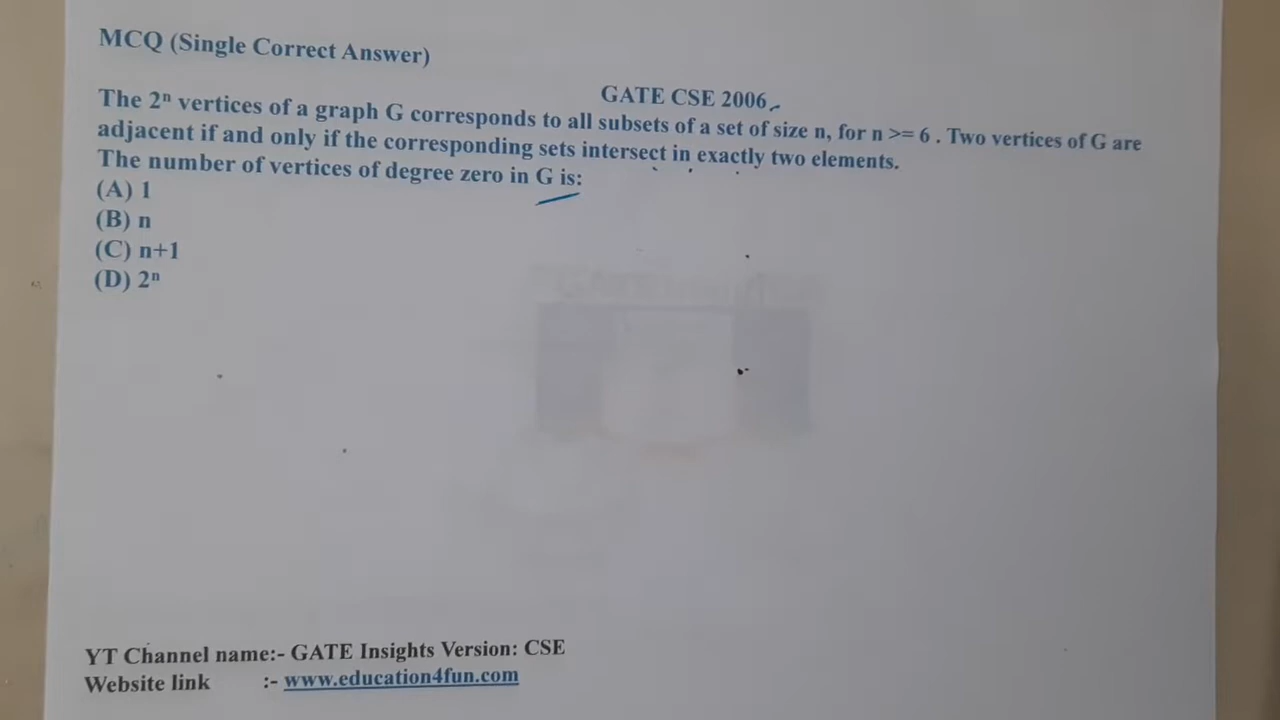 MCQ (Single Correct Answer)
GATE CSE 2006
The 2ⁿ vertices of a graph G corresponds to all subsets of a set of size n, for n >= 6 . Two vertices of G are
adjacent if and only if the corresponding sets intersect in exactly two elements.
The number of vertices of degree zero in G is:
(A) 1
(B) n
(C) n+1
(D) 2ⁿ
YT Channel name:- GATE Insights Version: CSE
Website link :- www.education4fun.com